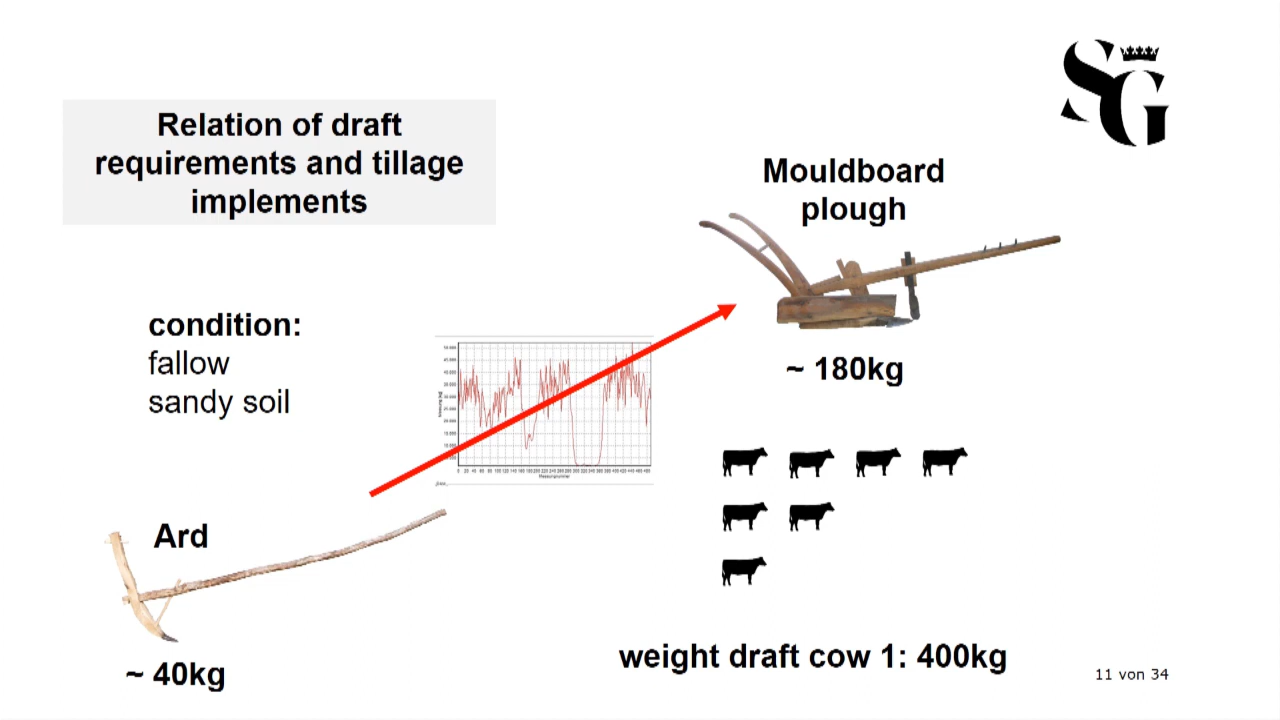 SG
Relation of draft
requirements and tillage
implements
Mouldboard
plough
condition:
fallow
sandy soil
~ 180kg
Ard
~ 40kg
weight draft cow 1: 400kg
11 von 34